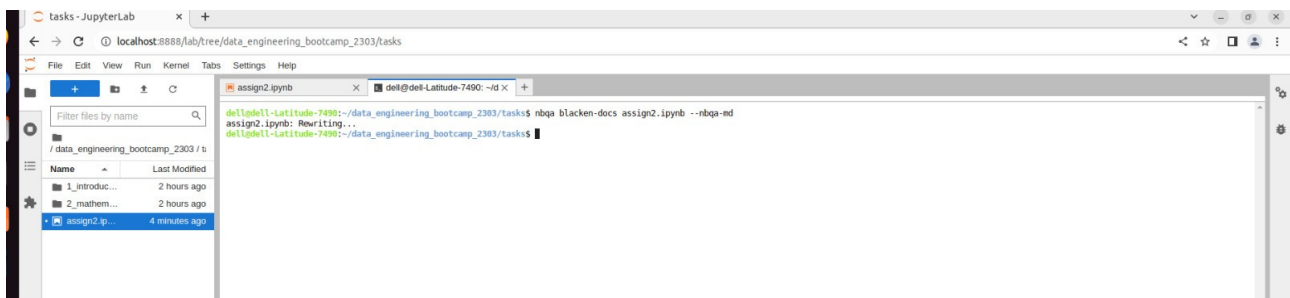 tasks - JupyterLab
localhost:8888/lab/tree/data_engineering_bootcamp_2303/tasks
File Edit View Run Kernel Tabs Settings Help
assign2.ipynb
dell@dell-Latitude-7490: ~/d
Filter files by name
/ data_engineering_bootcamp_2303 / ta
Name Last Modified
1_introduc... 2 hours ago
2_mathem... 2 hours ago
assign2.ip... 4 minutes ago
dell@dell-Latitude-7490:~/data_engineering_bootcamp_2303/tasks$ nbqa blacken-docs assign2.ipynb --nbqa-md
assign2.ipynb: Rewriting...
dell@dell-Latitude-7490:~/data_engineering_bootcamp_2303/tasks$